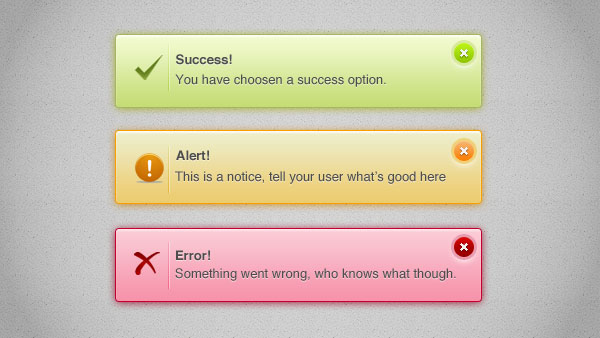 Success!
You have choosen a success option.
Alert!
This is a notice, tell your user what's good here
Error!
Something went wrong, who knows what though.